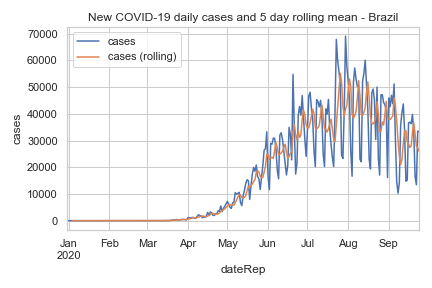 New COVID-19 daily cases and 5 day rolling mean - Brazil
70000
60000
50000
40000
30000
20000
10000
0
cases
cases
cases (rolling)
Jan Feb Mar Apr May Jun Jul Aug Sep
2020
dateRep